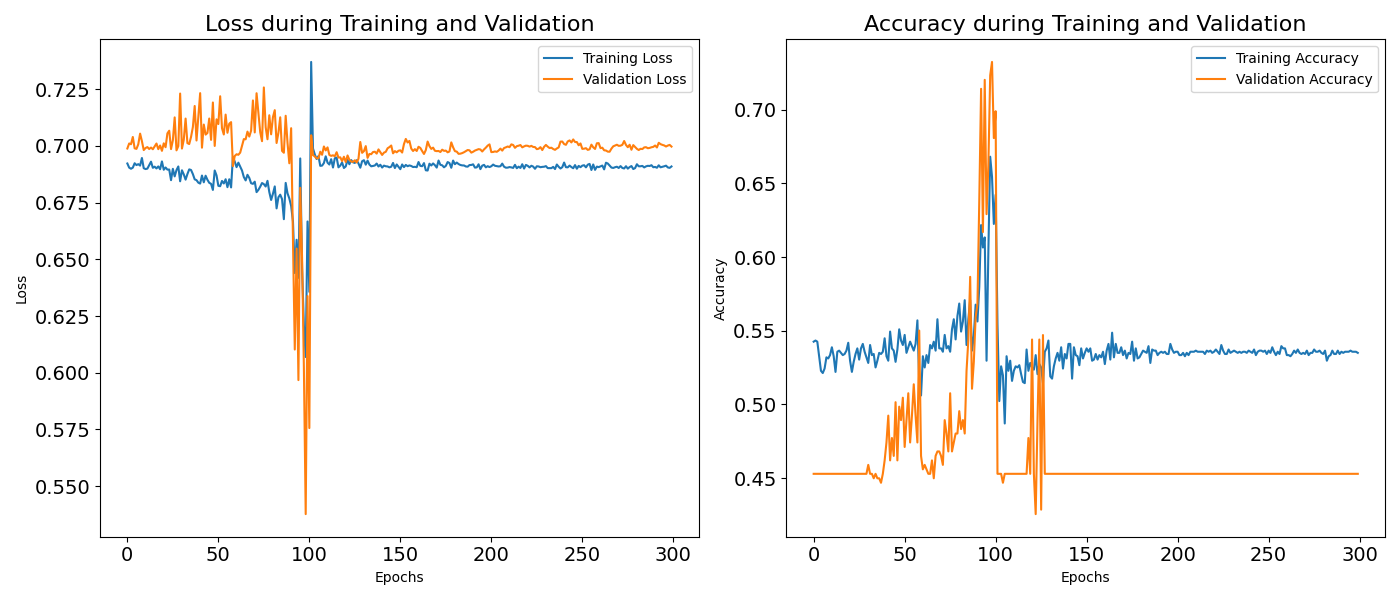 Loss during Training and Validation
Training Loss
Validation Loss
0.725
0.700
0.675
0.650
0.625
0.600
0.575
0.550
Loss
0 50 100 150 200 250 300
Epochs
Accuracy during Training and Validation
Training Accuracy
Validation Accuracy
0.70
0.65
0.60
0.55
0.50
0.45
Accuracy
0 50 100 150 200 250 300
Epochs